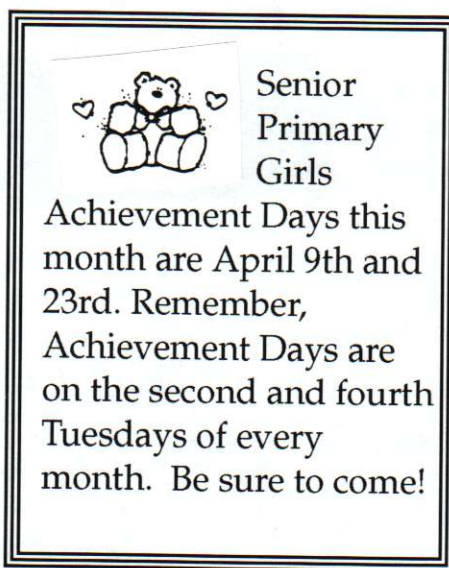 Senior
Primary
Girls
Achievement Days this
month are April 9th and
23rd. Remember,
Achievement Days are
on the second and fourth
Tuesdays of every
month.  Be sure to come!